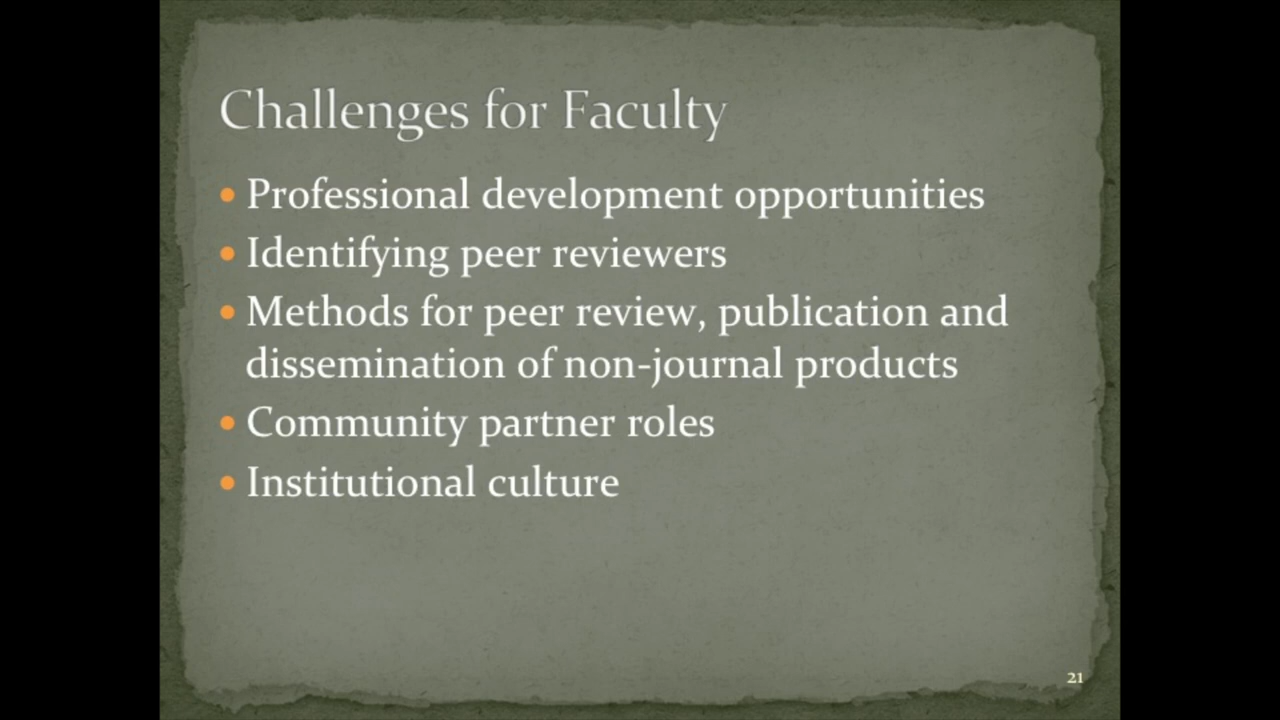 Challenges for Faculty
• Professional development opportunities
• Identifying peer reviewers
• Methods for peer review, publication and
dissemination of non-journal products
• Community partner roles
• Institutional culture
21